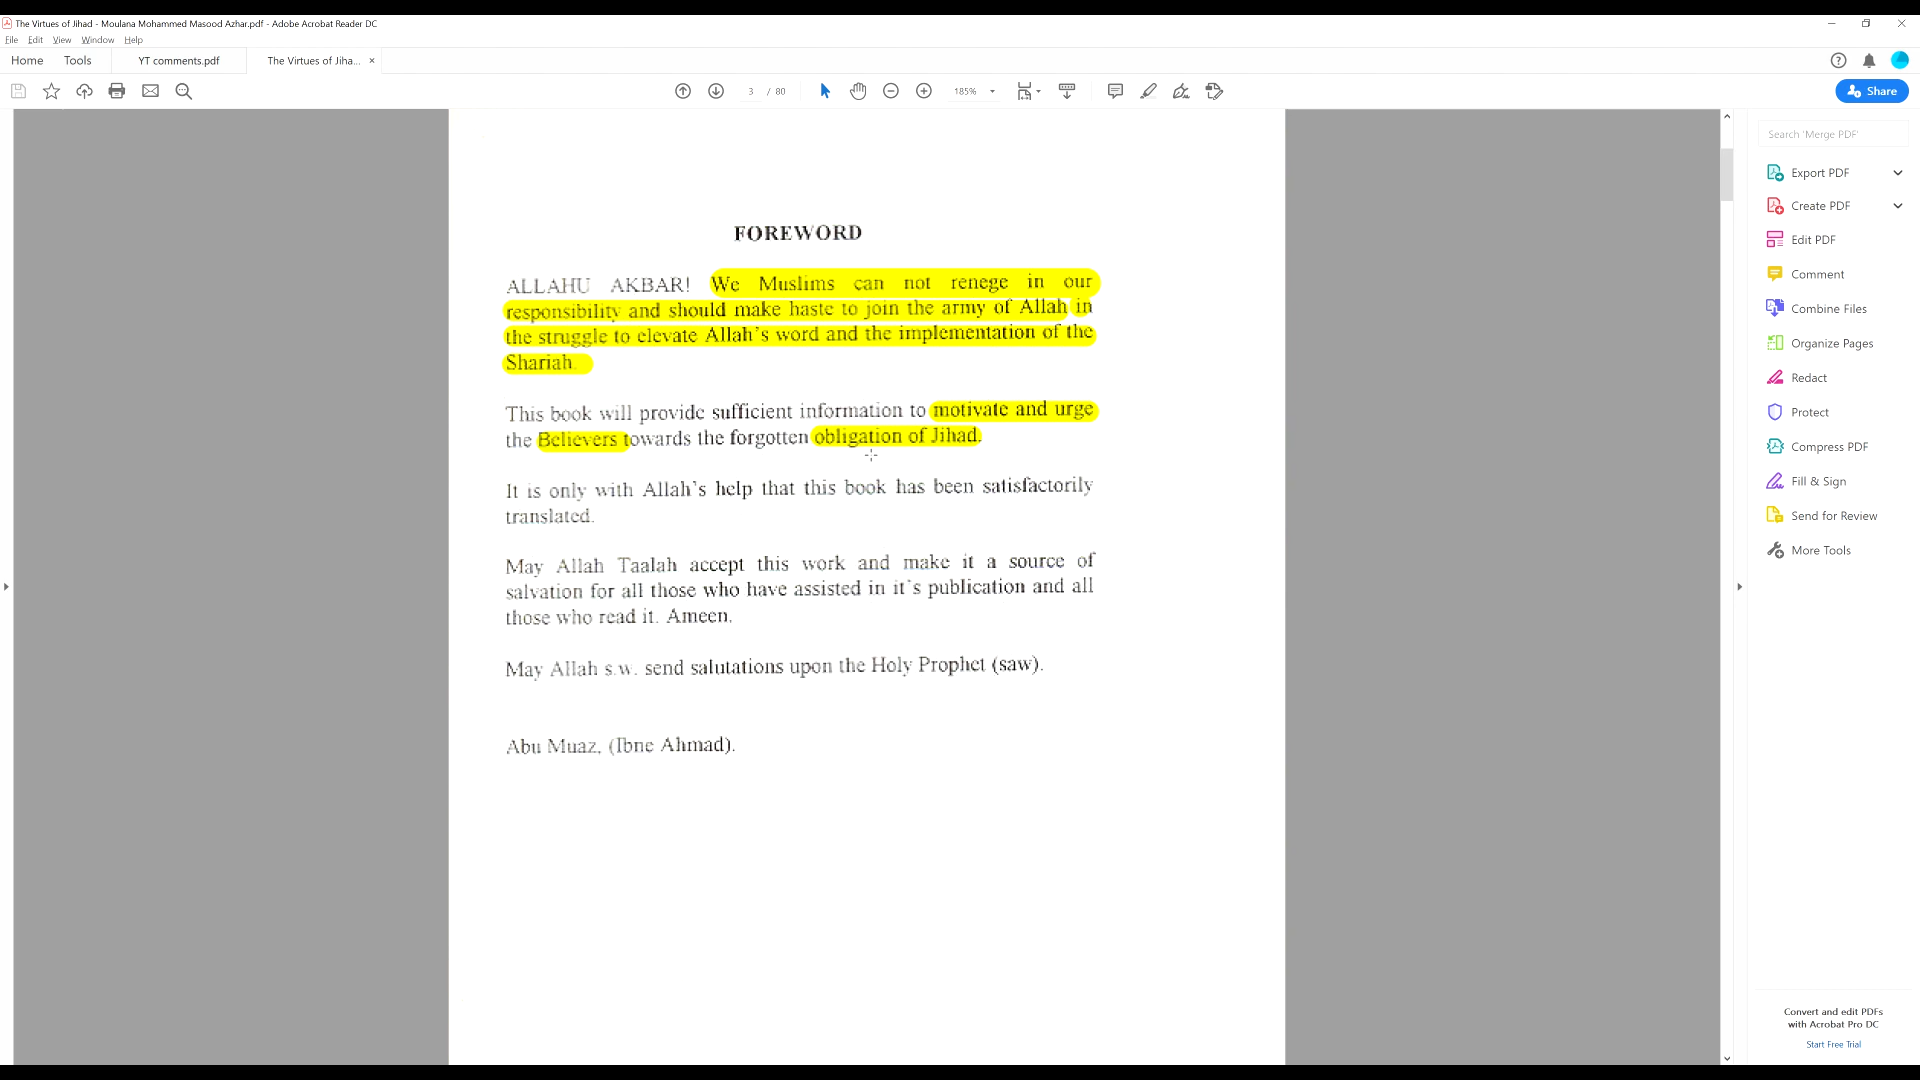 The Virtues of Jihad - Moulana Mohammed Masood Azhar.pdf - Adobe Acrobat Reader DC
File Edit View Window Help
Home Tools YT comments.pdf The Virtues of Jiha... ×
3 / 80 185% Share
Search 'Merge PDF'
Export PDF
Create PDF
Edit PDF
Comment
Combine Files
Organize Pages
Redact
Protect
Compress PDF
Fill & Sign
Send for Review
More Tools
Convert and edit PDFs
with Acrobat Pro DC
Start Free Trial
FOREWORD
ALLAHU AKBAR! We Muslims can not renege in our
responsibility and should make haste to join the army of Allah in
the struggle to elevate Allah's word and the implementation of the
Shariah.
This book will provide sufficient information to motivate and urge
the Believers towards the forgotten obligation of Jihad.
It is only with Allah's help that this book has been satisfactorily
translated.
May Allah Taalah accept this work and make it a source of
salvation for all those who have assisted in it's publication and all
those who read it. Ameen.
May Allah s.w. send salutations upon the Holy Prophet (saw).
Abu Muaz, (Ibne Ahmad).